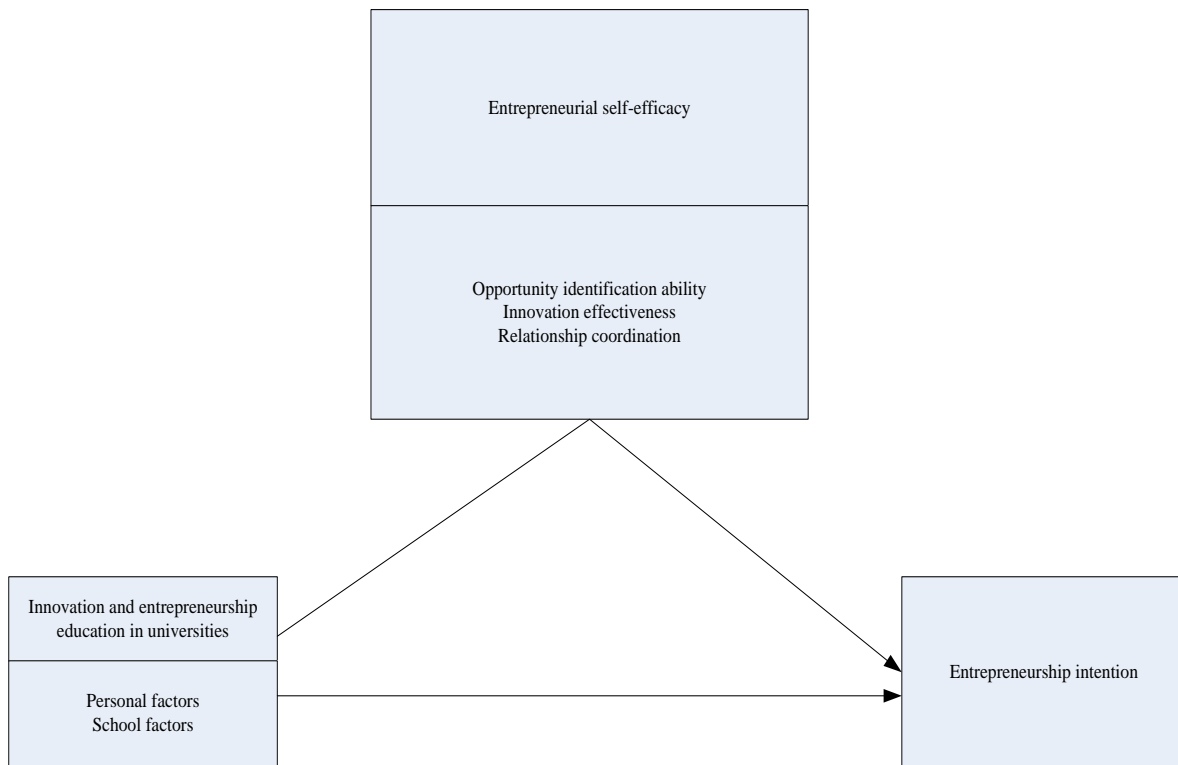 Entrepreneurial self-efficacy
Opportunity identification ability
Innovation effectiveness
Relationship coordination
Innovation and entrepreneurship
education in universities
Personal factors
School factors
Entrepreneurship intention